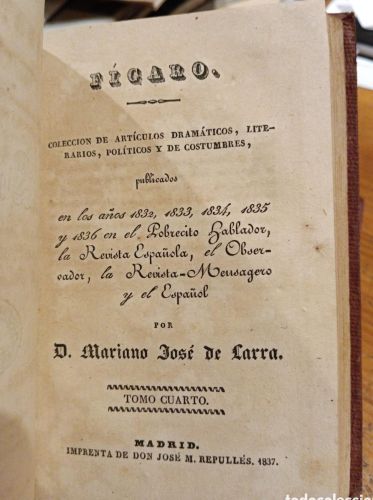 FÍGARO.
COLECCION DE ARTÍCULOS DRAMÁTICOS, LITE-
RARIOS, POLÍTICOS Y DE COSTUMBRES,
publicados
en los años 1832, 1833, 1834, 1835
y 1836 en el Pobrecito Hablador,
la Revista Española, el Obser-
vador, la Revista-Mensagero
y el Español
POR
D. Mariano José de Larra.
TOMO CUARTO.
MADRID.
IMPRENTA DE DON JOSÉ M. REPULLÉS. 1837.
todocoleccion